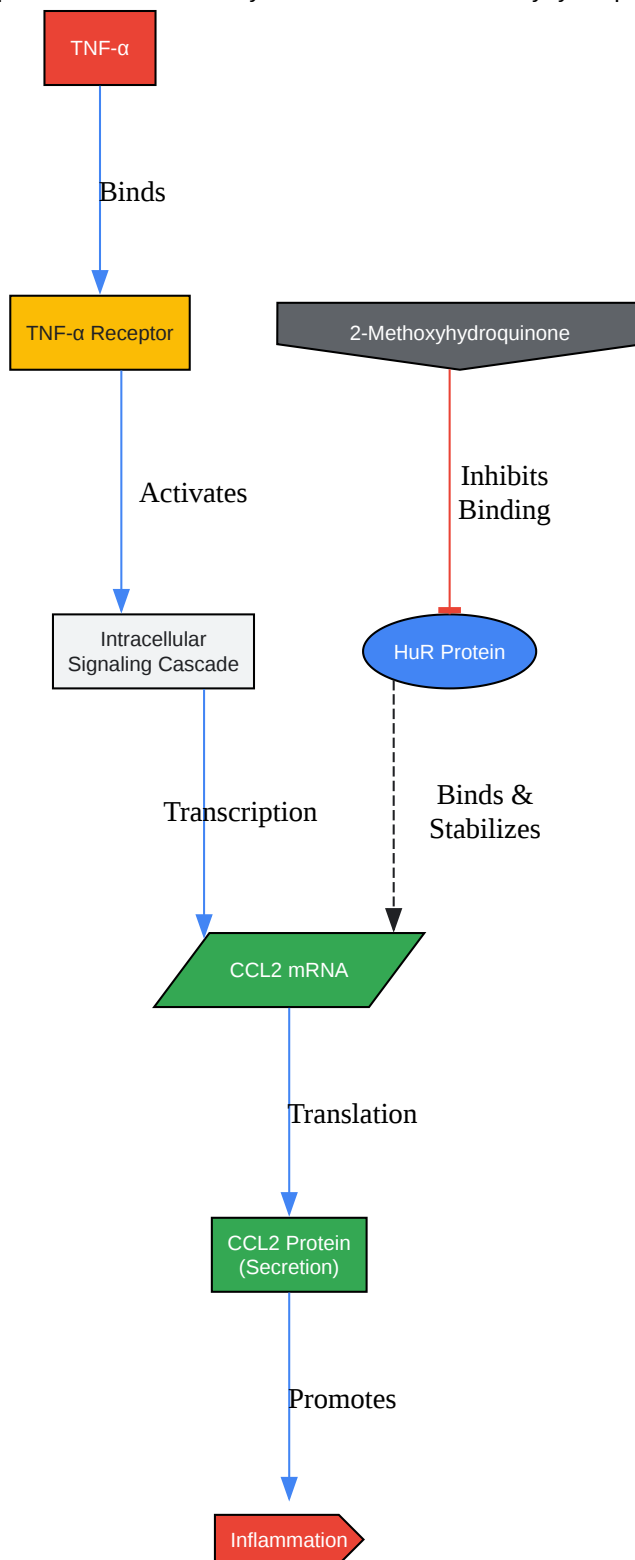 TNF-α
Binds
TNF-α Receptor
2-Methoxyhydroquinone
Activates
Inhibits
Binding
Intracellular
Signaling Cascade
HuR Protein
Transcription
Binds &
Stabilizes
CCL2 mRNA
Translation
CCL2 Protein
(Secretion)
Promotes
Inflammation